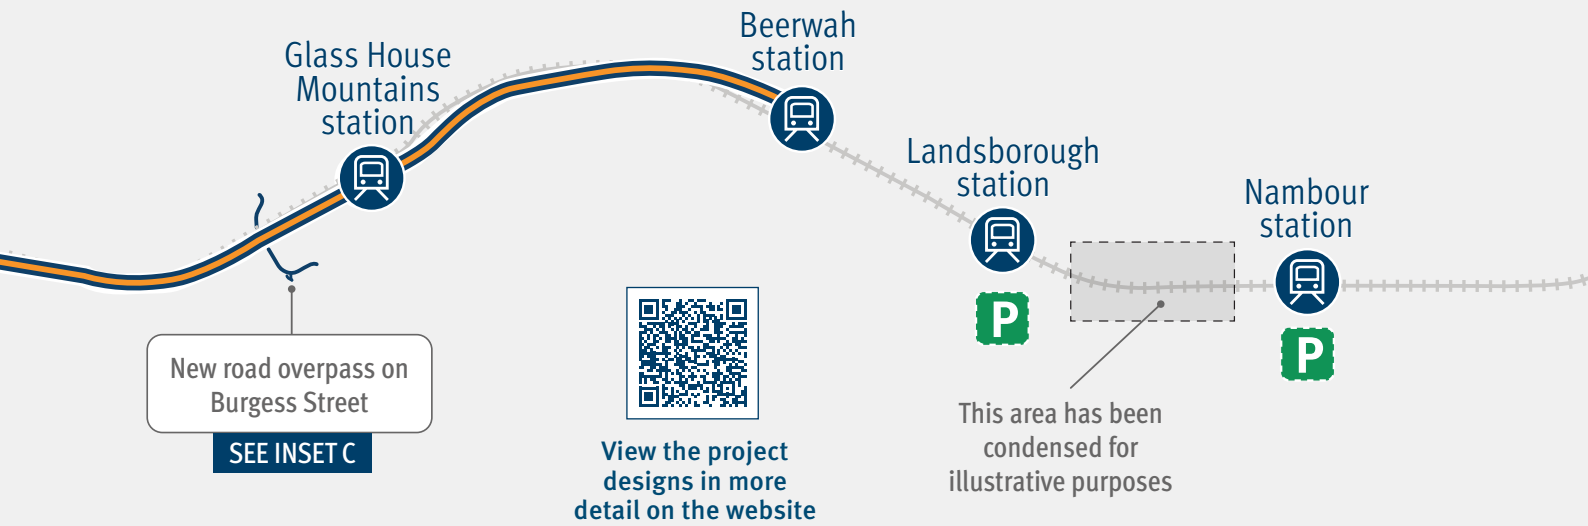 Glass House
Mountains
station
Beerwah
station
Landsborough
station
Nambour
station
P
P
New road overpass on
Burgess Street
SEE INSET C
View the project
designs in more
detail on the website
This area has been
condensed for
illustrative purposes